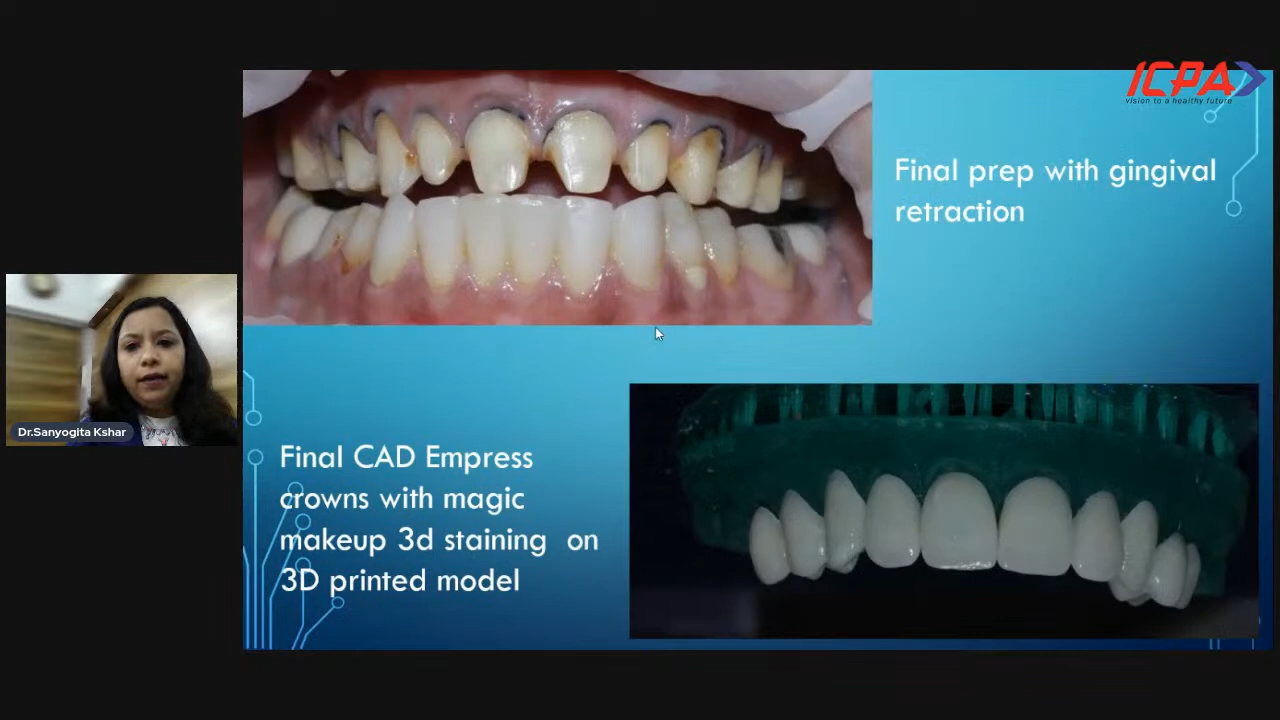 ICPA
vision to a healthy future
Final prep with gingival
retraction
Dr.Sanyogita Kshar
Final CAD Empress
crowns with magic
makeup 3d staining on
3D printed model